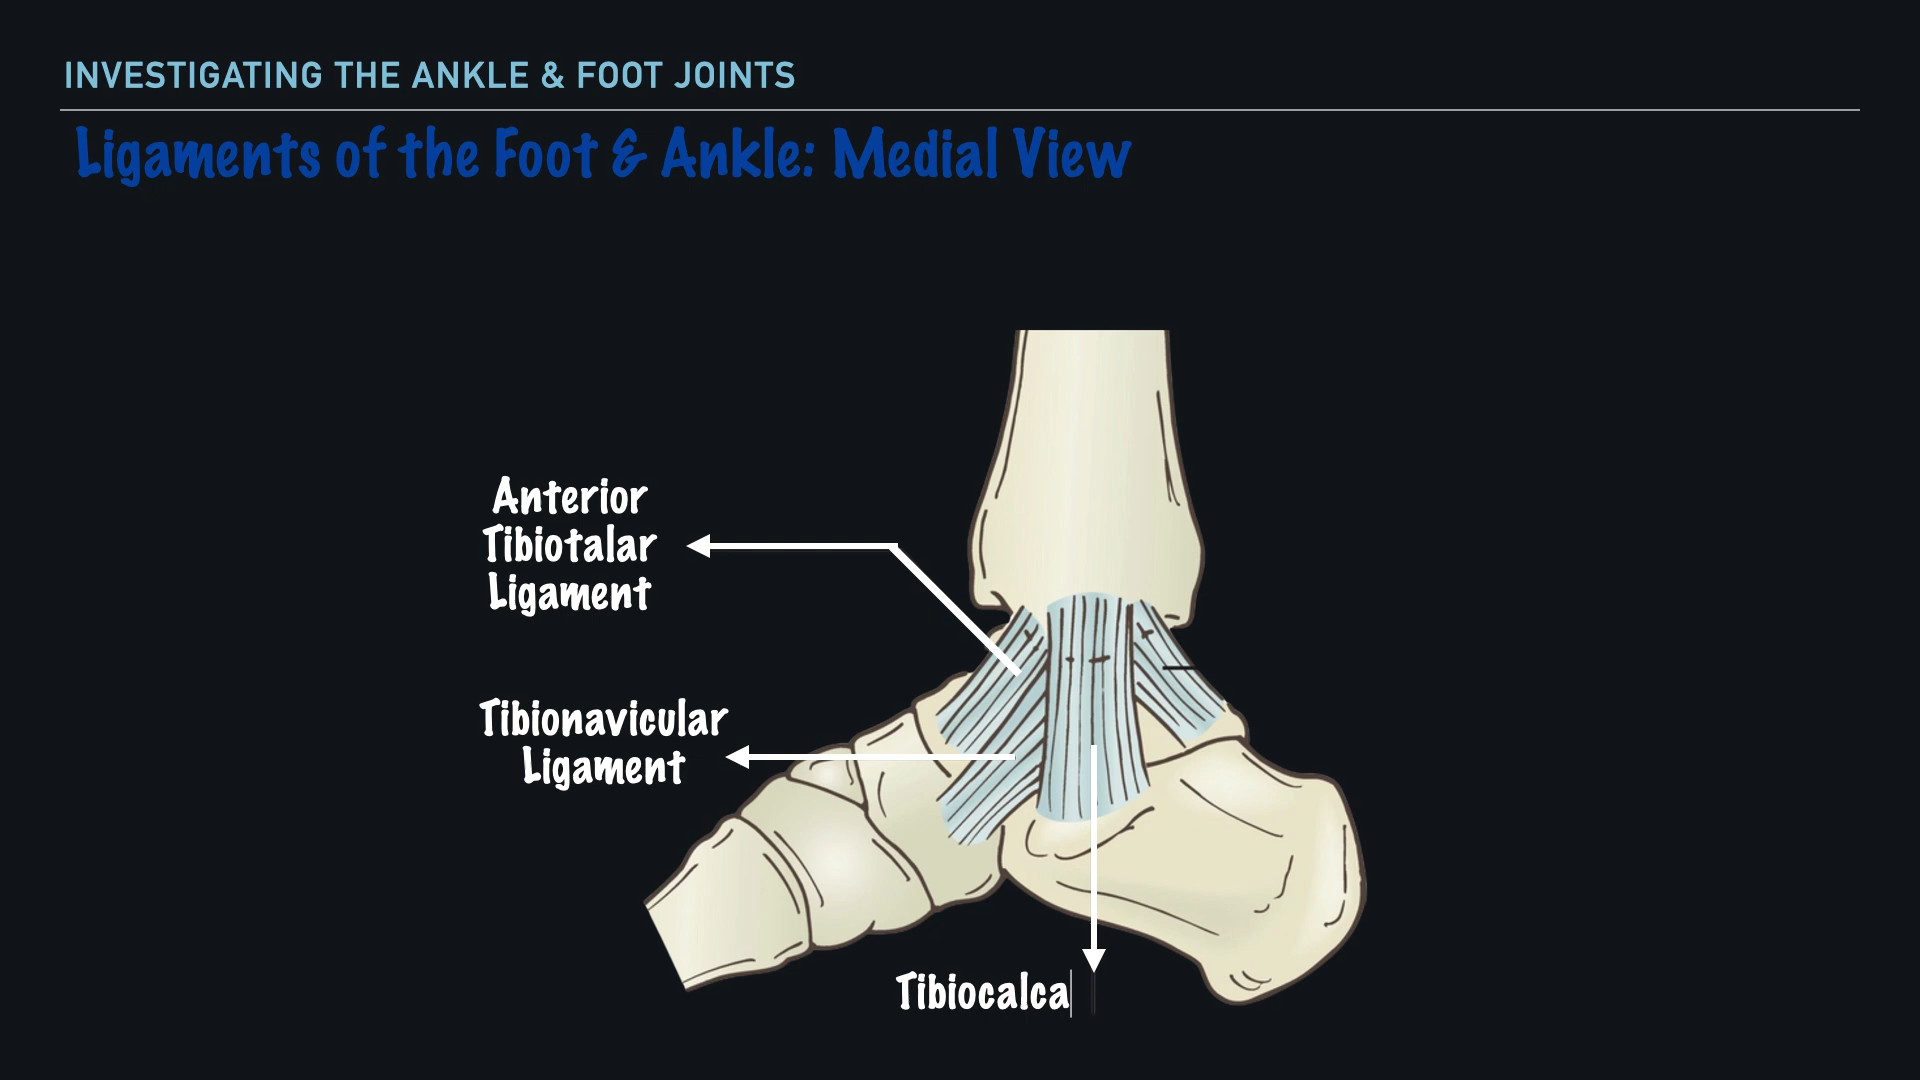 INVESTIGATING THE ANKLE & FOOT JOINTS
Ligaments of the Foot & Ankle: Medial View
Anterior
Tibiotalar
Ligament
Tibionavicular
Ligament
Tibiocalca